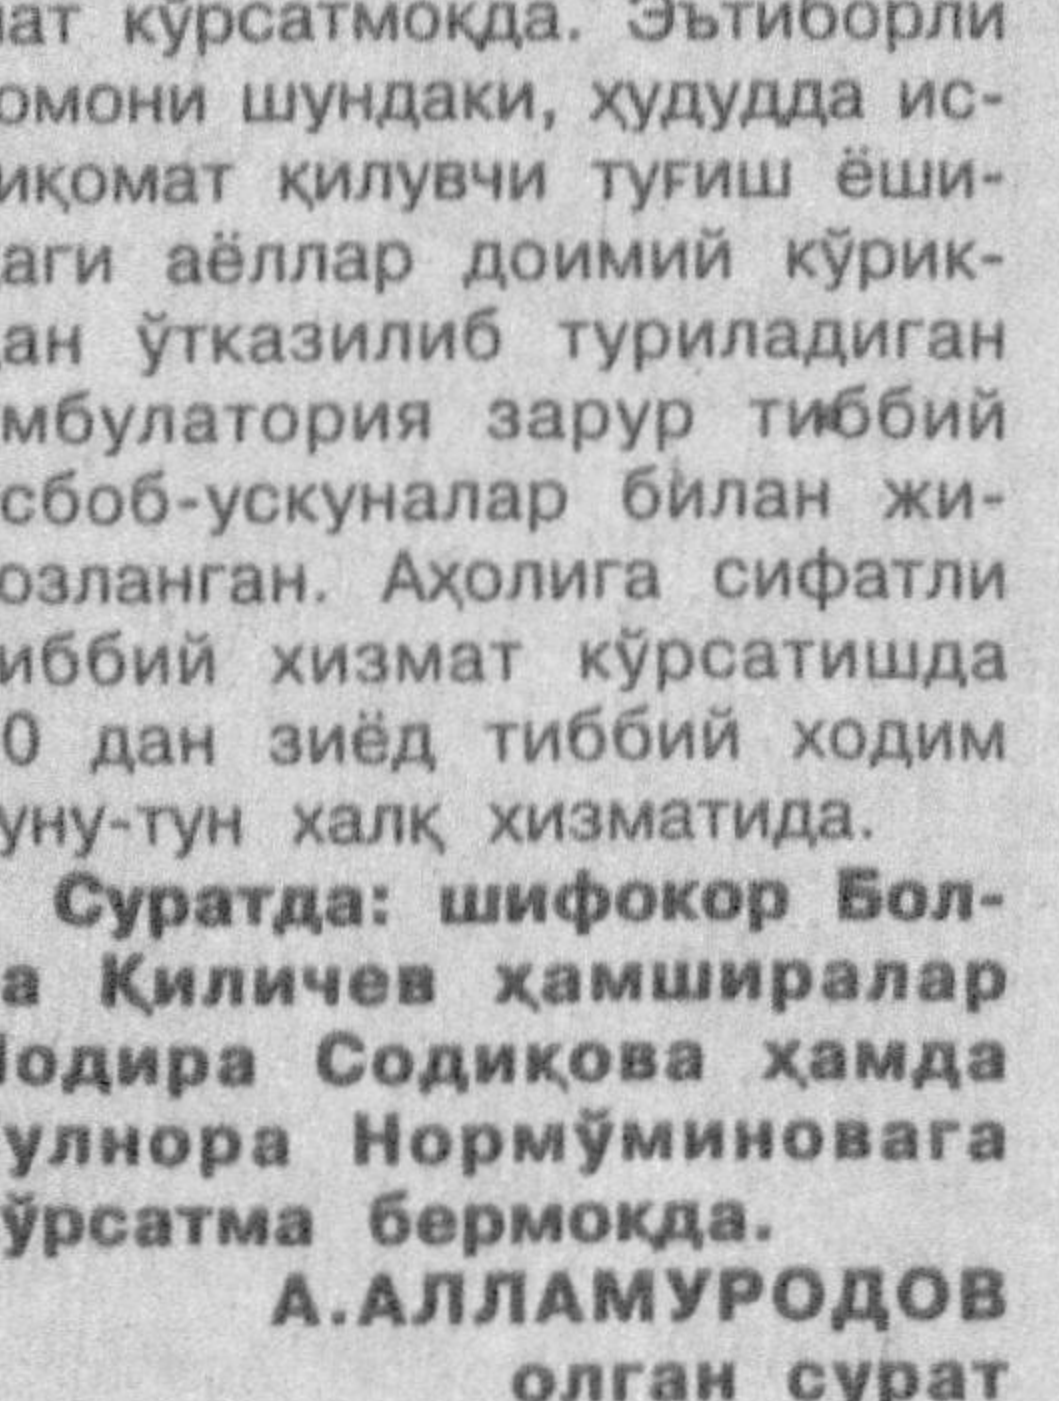 мат кўрсатмоқда. Эътиборли
омони шундаки, ҳудудда ис-
иқомат қилувчи туғиш ёши-
аги аёллар доимий кўрик-
ан ўтказилиб туриладиган
мбулатория зарур тиббий
сбоб-ускуналар билан жи-
озланган. Аҳолига сифатли
иббий хизмат кўрсатишда
0 дан зиёд тиббий ходим
уну-тун халқ хизматида.
Суратда: шифокор Бол-
а Қиличев ҳамширалар
одира Содиқова ҳамда
улнора Нормўминовага
ўрсатма бермоқда.
А.АЛЛАМУРОДОВ
олган сурат